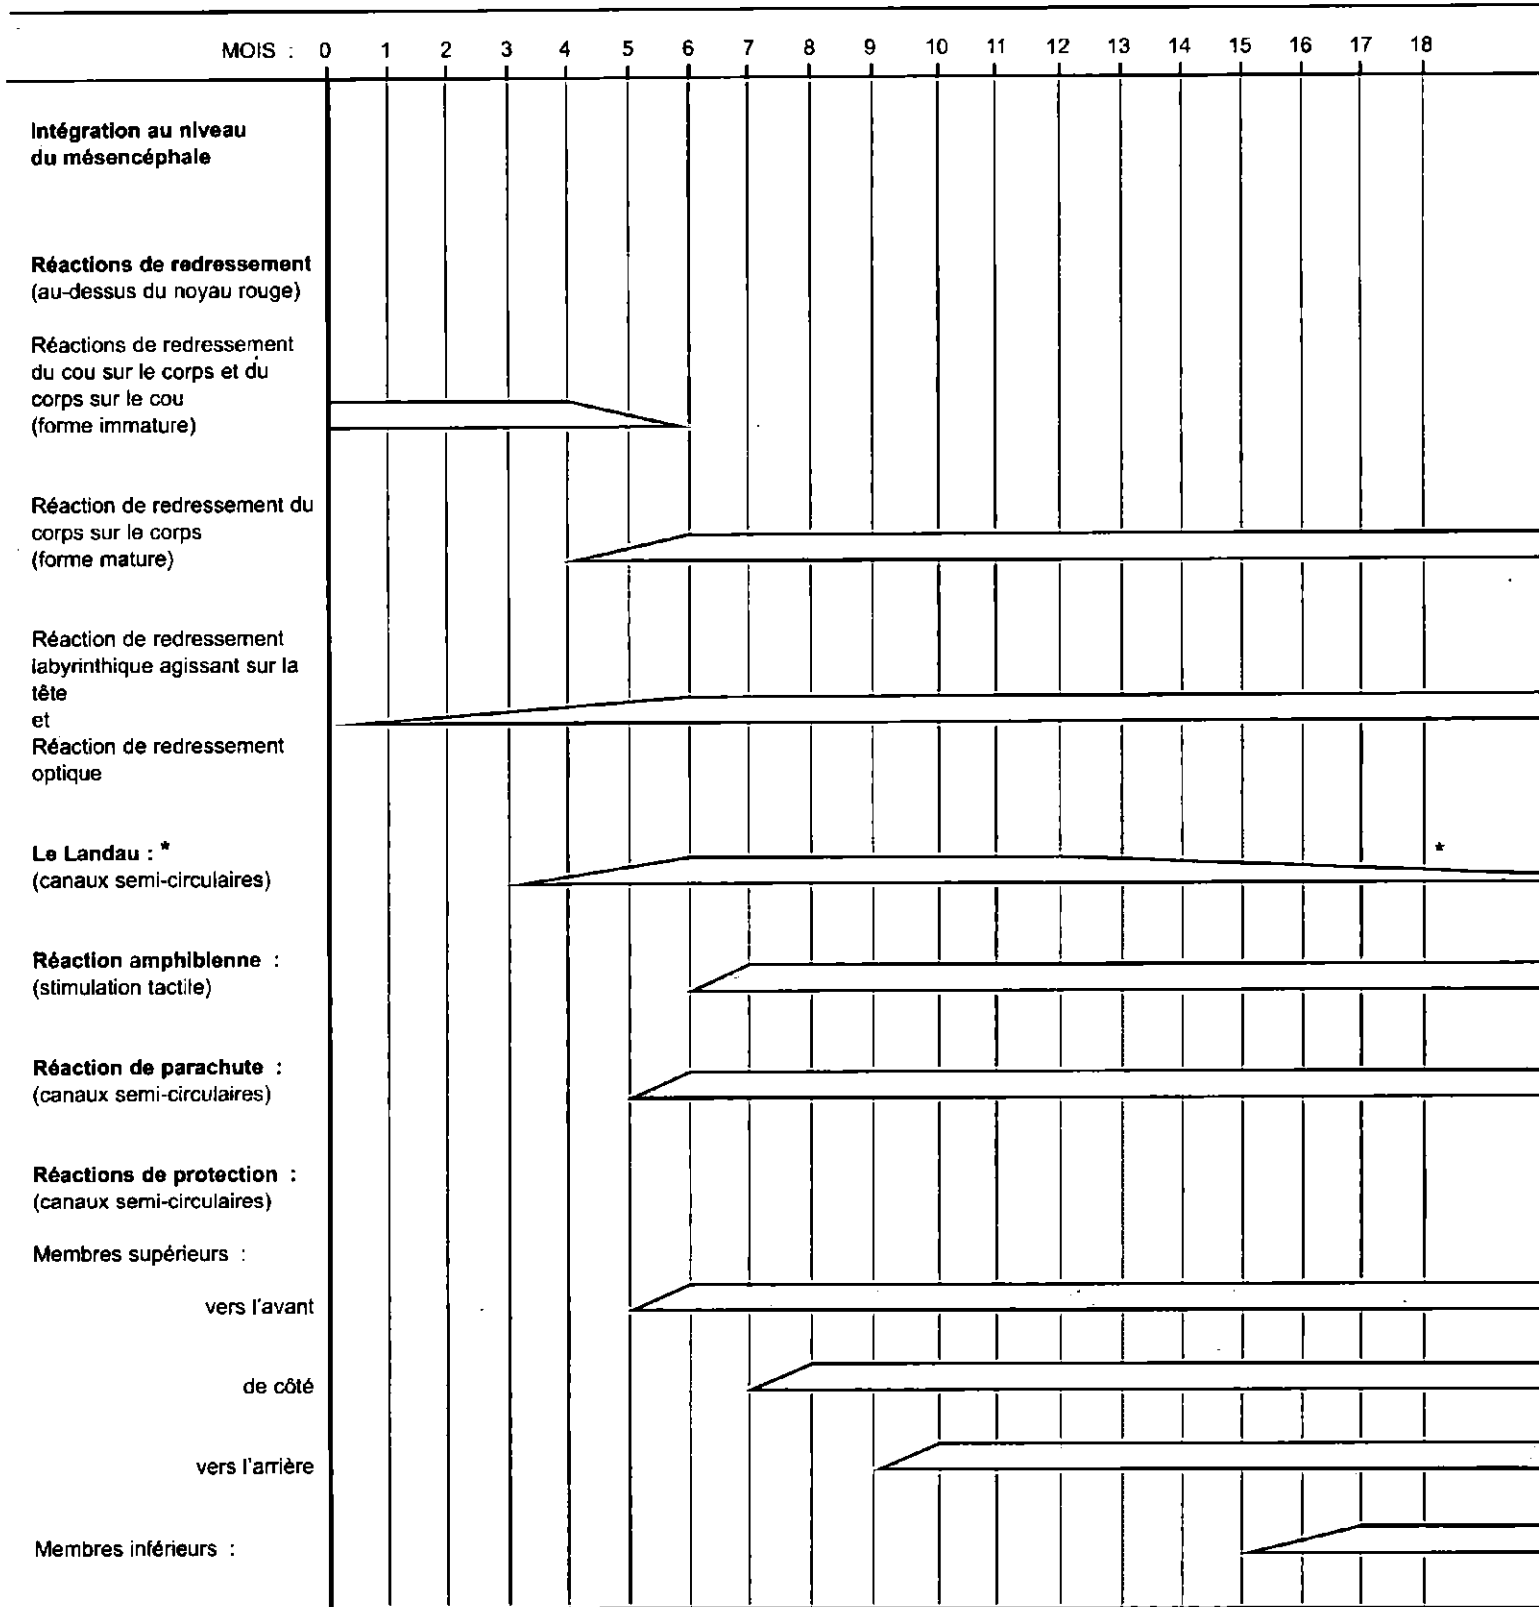 MOIS : 0 1 2 3 4 5 6 7 8 9 10 11 12 13 14 15 16 17 18
Intégration au niveau
du mésencéphale
Réactions de redressement
(au-dessus du noyau rouge)
Réactions de redressement
du cou sur le corps et du
corps sur le cou
(forme immature)
Réaction de redressement du
corps sur le corps
(forme mature)
Réaction de redressement
labyrinthique agissant sur la
tête
et
Réaction de redressement
optique
Le Landau : * *
(canaux semi-circulaires)
Réaction amphibienne :
(stimulation tactile)
Réaction de parachute :
(canaux semi-circulaires)
Réactions de protection :
(canaux semi-circulaires)
Membres supérieurs :
vers l'avant
de côté
vers l'arrière
Membres inférieurs :